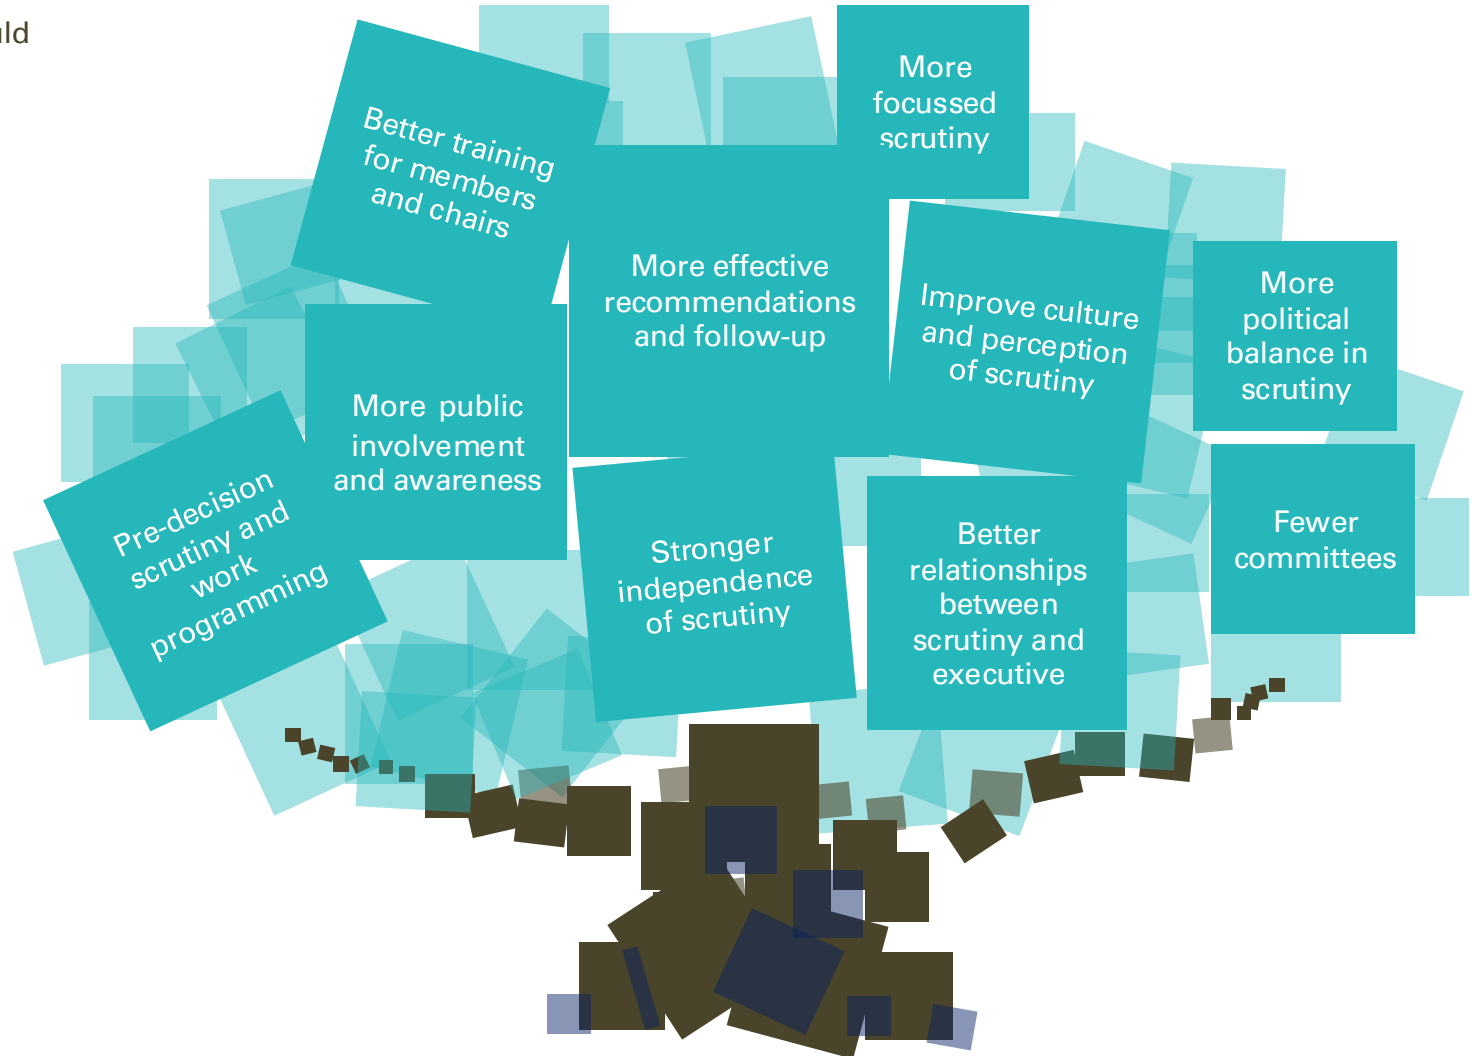 More
focussed
scrutiny
Better training
for members
and chairs
More effective
recommendations
and follow-up
Improve culture
and perception
of scrutiny
More
political
balance in
scrutiny
More public
involvement
and awareness
Pre-decision
scrutiny and
work
programming
Stronger
independence
of scrutiny
Better
relationships
between
scrutiny and
executive
Fewer
committees